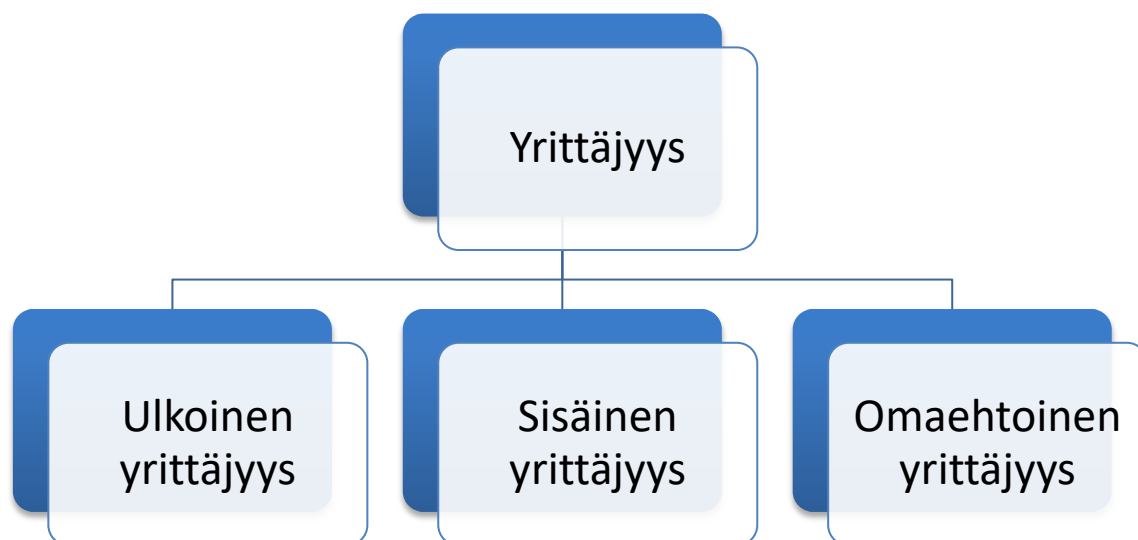 Yrittäjyys
Ulkoinen
yrittäjyys
Sisäinen
yrittäjyys
Omaehtoinen
yrittäjyys